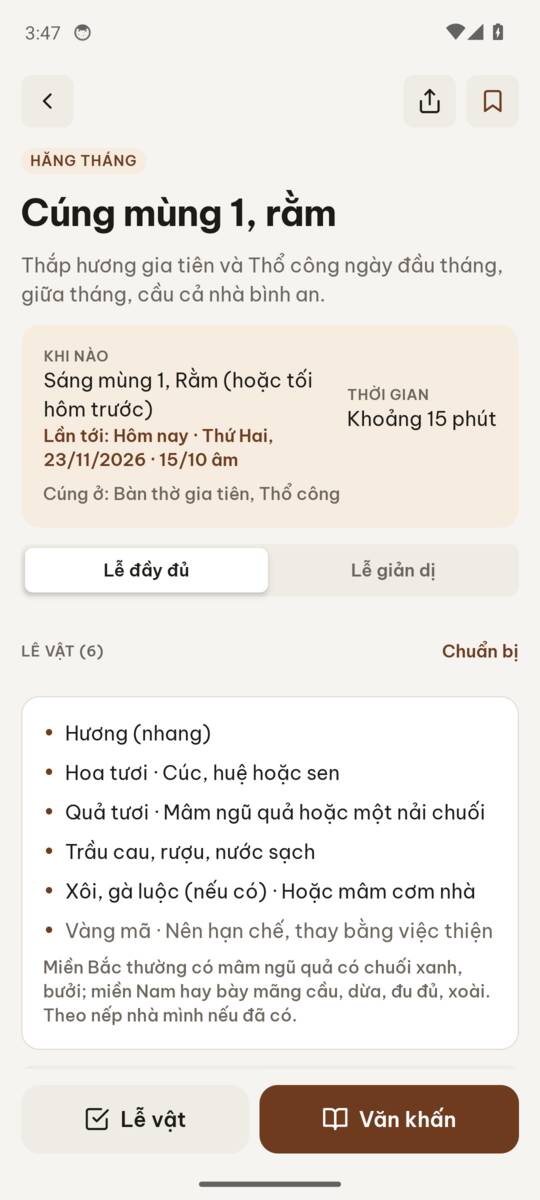 3:47
HẰNG THÁNG
Cúng mùng 1, rằm
Thắp hương gia tiên và Thổ công ngày đầu tháng,
giữa tháng, cầu cả nhà bình an.
KHI NÀO
Sáng mùng 1, Rằm (hoặc tối
hôm trước)
Lần tới: Hôm nay · Thứ Hai,
23/11/2026 · 15/10 âm
THỜI GIAN
Khoảng 15 phút
Cúng ở: Bàn thờ gia tiên, Thổ công
Lễ đầy đủ
Lễ giản dị
LỄ VẬT (6)
Chuẩn bị
• Hương (nhang)
• Hoa tươi · Cúc, huệ hoặc sen
• Quả tươi · Mâm ngũ quả hoặc một nải chuối
• Trầu cau, rượu, nước sạch
• Xôi, gà luộc (nếu có) · Hoặc mâm cơm nhà
• Vàng mã · Nên hạn chế, thay bằng việc thiện
Miền Bắc thường có mâm ngũ quả có chuối xanh,
bưởi; miền Nam hay bày mãng cầu, dừa, đu đủ, xoài.
Theo nếp nhà mình nếu đã có.
Lễ vật
Văn khấn